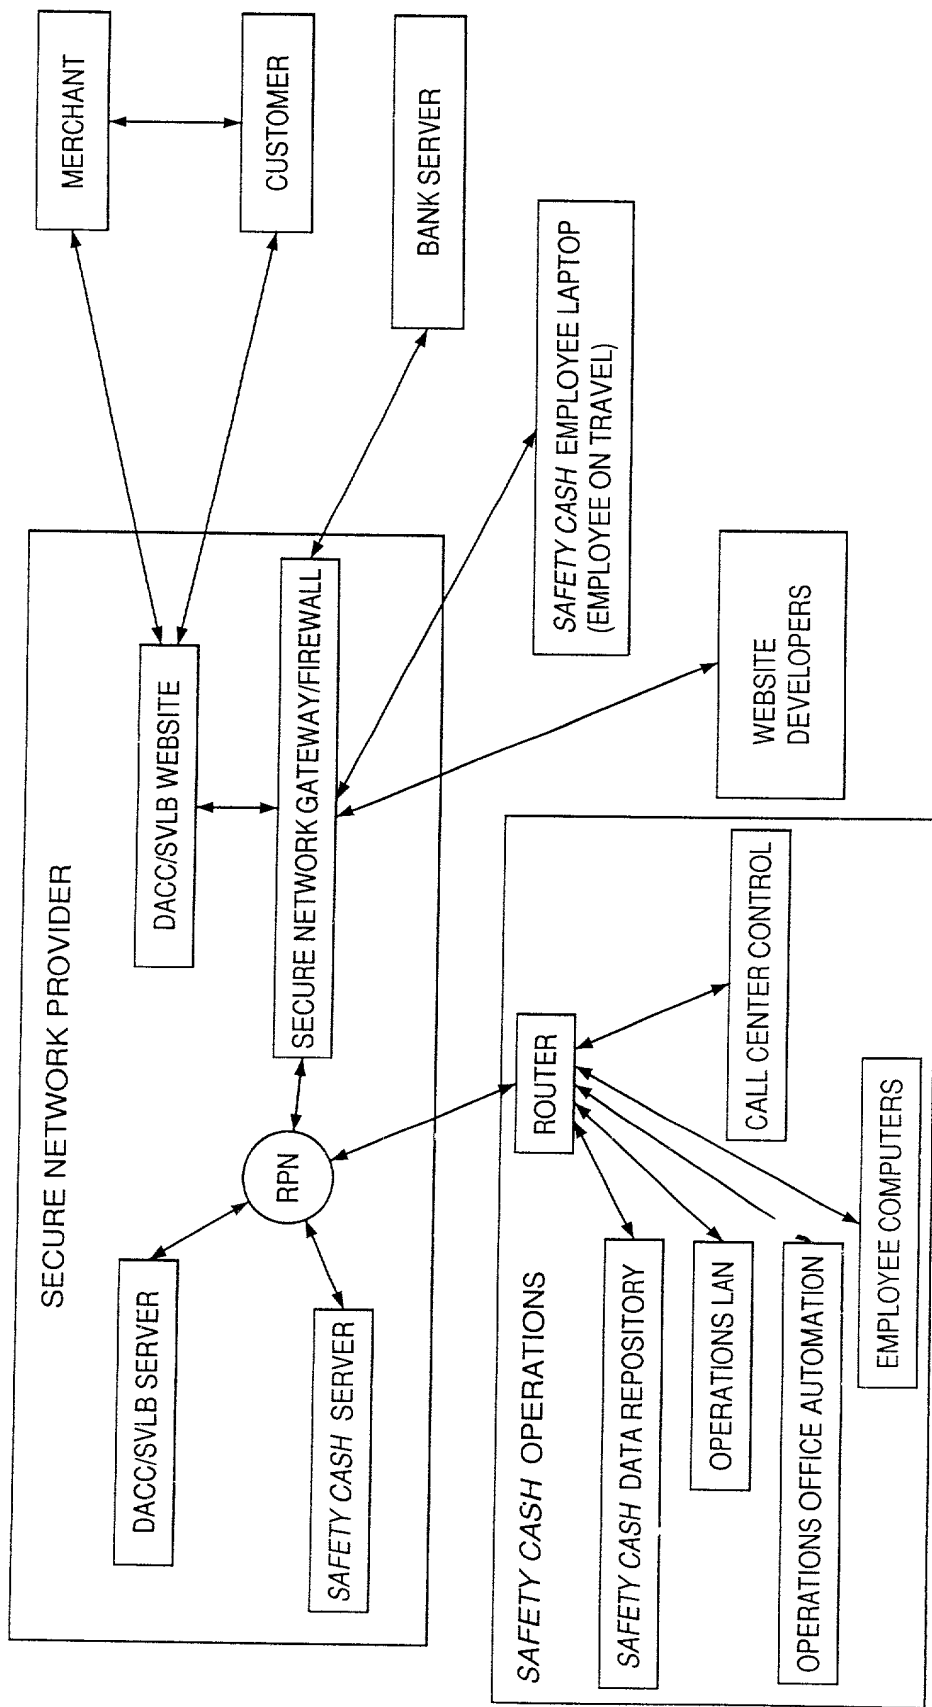 SECURE NETWORK PROVIDER
DACC/SVLB SERVER
SAFETY CASH SERVER
RPN
DACC/SVLB WEBSITE
SECURE NETWORK GATEWAY/FIREWALL
MERCHANT
CUSTOMER
BANK SERVER
SAFETY CASH EMPLOYEE LAPTOP
(EMPLOYEE ON TRAVEL)
WEBSITE
DEVELOPERS
SAFETY CASH OPERATIONS
ROUTER
SAFETY CASH DATA REPOSITORY
OPERATIONS LAN
OPERATIONS OFFICE AUTOMATION
EMPLOYEE COMPUTERS
CALL CENTER CONTROL